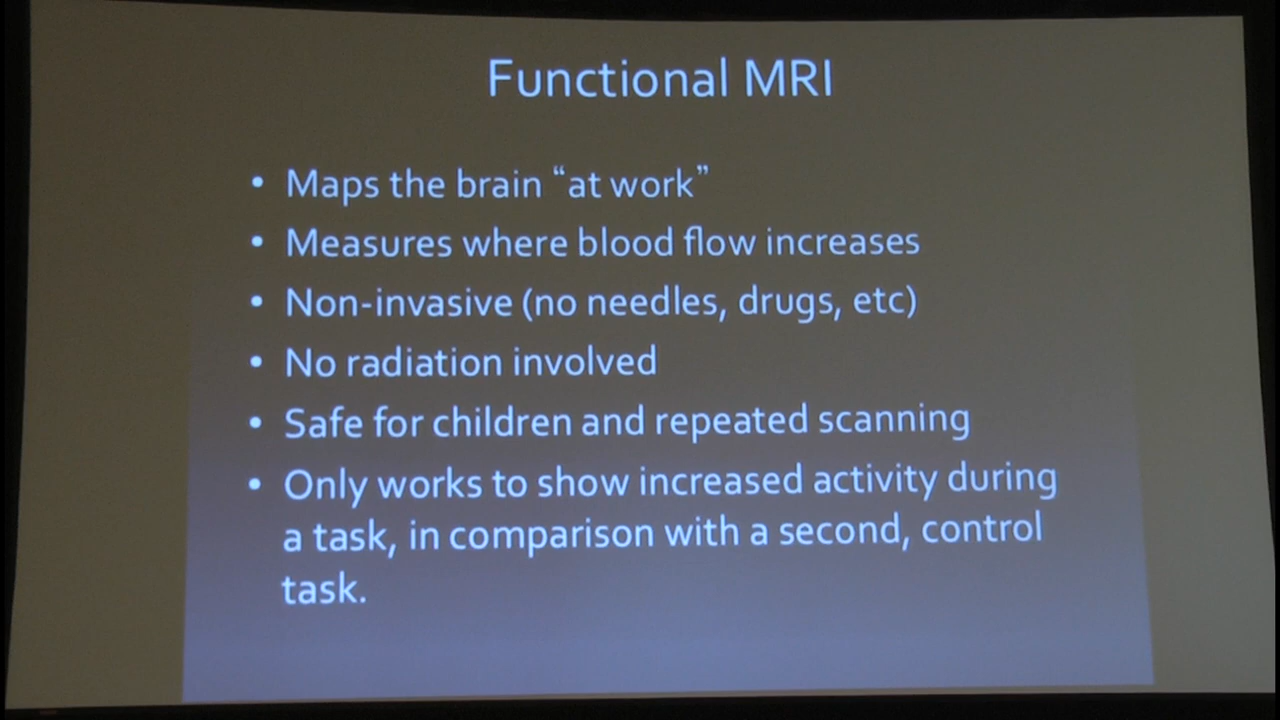 Functional MRI
• Maps the brain “at work”
• Measures where blood flow increases
• Non-invasive (no needles, drugs, etc)
• No radiation involved
• Safe for children and repeated scanning
• Only works to show increased activity during
a task, in comparison with a second, control
task.